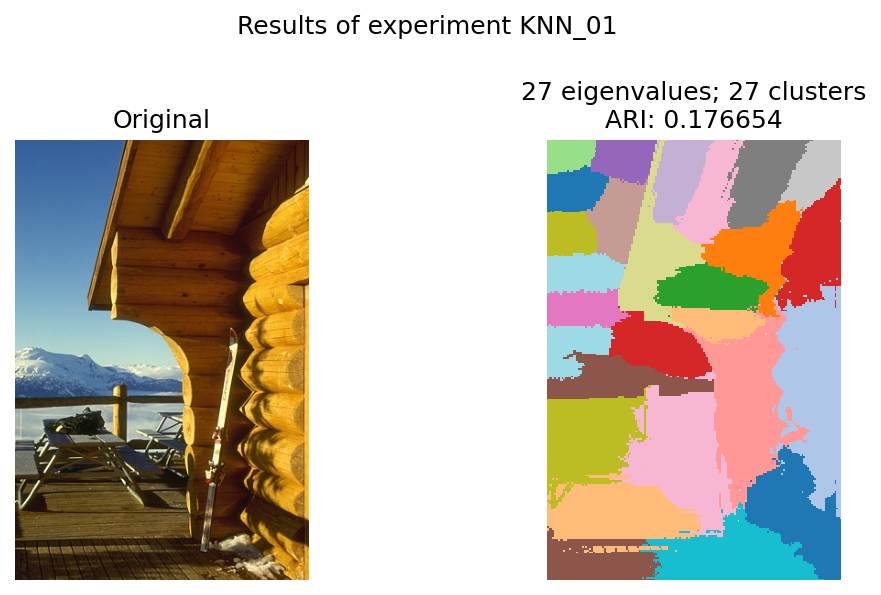 Results of experiment KNN_01
Original
27 eigenvalues; 27 clusters
ARI: 0.176654